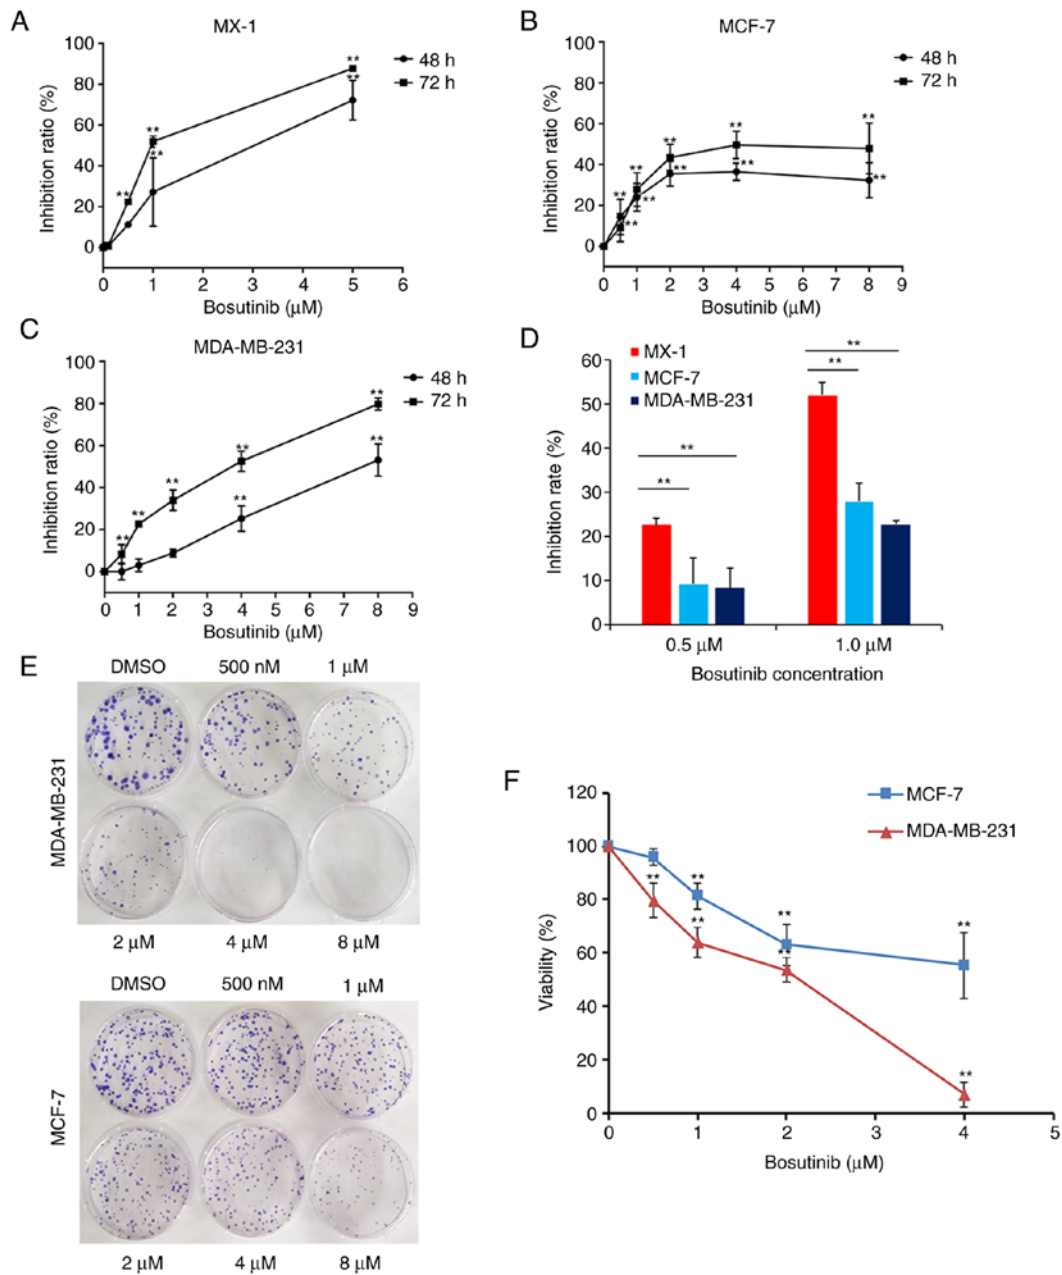 A
MX-1
Inhibition ratio (%)
100
80
60
40
20
0
**
**
**
**
**
48 h
72 h
0 1 2 3 4 5 6
Bosutinib (μM)
B
MCF-7
Inhibition ratio (%)
100
80
60
40
20
0
**
**
**
**
**
**
**
**
**
**
48 h
72 h
0 1 2 3 4 5 6 7 8 9
Bosutinib (μM)
C
MDA-MB-231
Inhibition ratio (%)
100
80
60
40
20
0
**
**
**
**
**
**
**
48 h
72 h
0 1 2 3 4 5 6 7 8 9
Bosutinib (μM)
D
MX-1
MCF-7
MDA-MB-231
Inhibition rate (%)
60
50
40
30
20
10
0
**
**
**
**
0.5 μM 1.0 μM
Bosutinib concentration
E
MDA-MB-231
DMSO 500 nM 1 μM
2 μM 4 μM 8 μM
MCF-7
DMSO 500 nM 1 μM
2 μM 4 μM 8 μM
F
MCF-7
MDA-MB-231
Viability (%)
120
100
80
60
40
20
0
**
**
**
**
**
**
**
0 1 2 3 4 5
Bosutinib (μM)